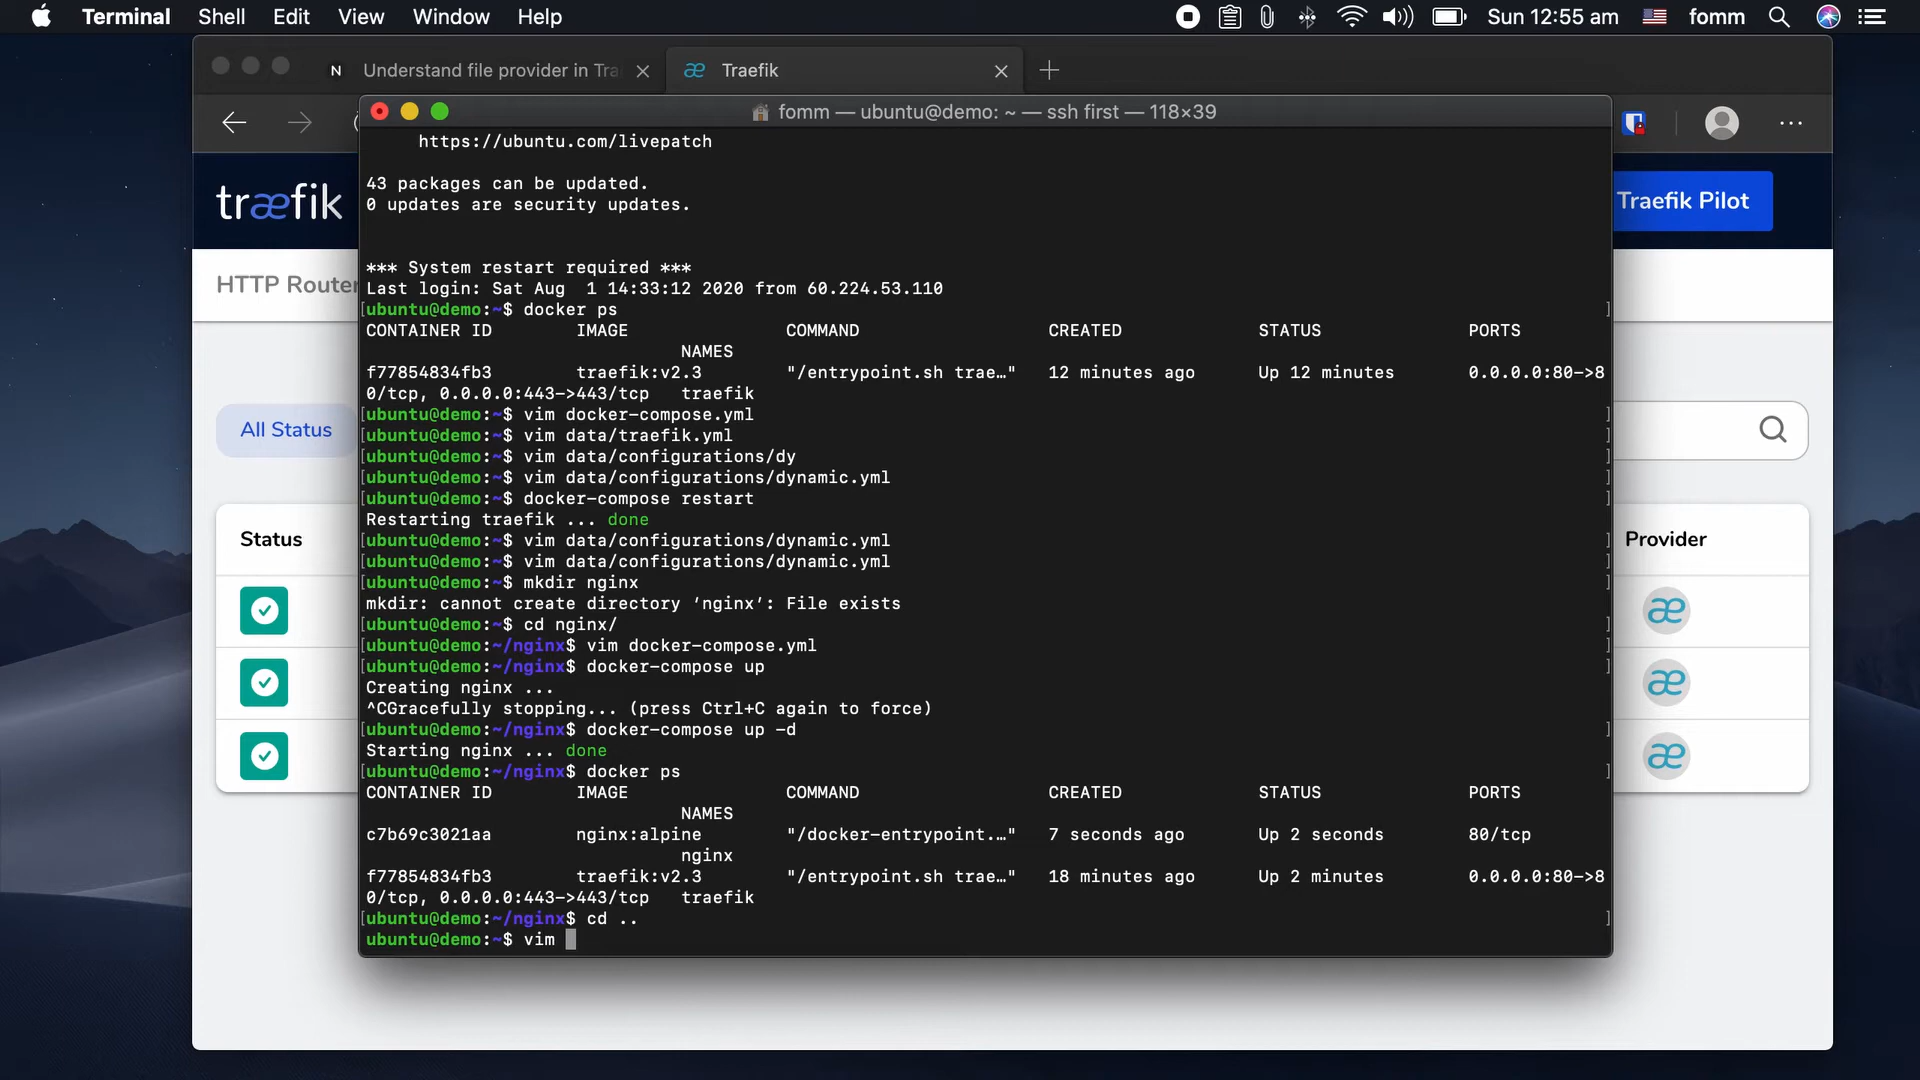 Terminal Shell Edit View Window Help Sun 12:55 am fomm
N Understand file provider in Tra
æ Traefik
fomm — ubuntu@demo: ~ — ssh first — 118×39
træfik
Traefik Pilot
HTTP Router
All Status
Status
Provider
https://ubuntu.com/livepatch
43 packages can be updated.
0 updates are security updates.
*** System restart required ***
Last login: Sat Aug  1 14:33:12 2020 from 60.224.53.110
[ubuntu@demo:~$ docker ps ]
CONTAINER ID        IMAGE               COMMAND                  CREATED             STATUS              PORTS
NAMES
f77854834fb3        traefik:v2.3        "/entrypoint.sh trae…"   12 minutes ago      Up 12 minutes       0.0.0.0:80->8
0/tcp, 0.0.0.0:443->443/tcp   traefik
[ubuntu@demo:~$ vim docker-compose.yml ]
[ubuntu@demo:~$ vim data/traefik.yml ]
[ubuntu@demo:~$ vim data/configurations/dy ]
[ubuntu@demo:~$ vim data/configurations/dynamic.yml ]
[ubuntu@demo:~$ docker-compose restart ]
Restarting traefik ... done
[ubuntu@demo:~$ vim data/configurations/dynamic.yml ]
[ubuntu@demo:~$ vim data/configurations/dynamic.yml ]
[ubuntu@demo:~$ mkdir nginx ]
mkdir: cannot create directory ‘nginx’: File exists
[ubuntu@demo:~$ cd nginx/ ]
[ubuntu@demo:~/nginx$ vim docker-compose.yml ]
[ubuntu@demo:~/nginx$ docker-compose up ]
Creating nginx ...
^CGracefully stopping... (press Ctrl+C again to force)
[ubuntu@demo:~/nginx$ docker-compose up -d ]
Starting nginx ... done
[ubuntu@demo:~/nginx$ docker ps ]
CONTAINER ID        IMAGE               COMMAND                  CREATED             STATUS              PORTS
NAMES
c7b69c3021aa        nginx:alpine        "/docker-entrypoint.…"   7 seconds ago       Up 2 seconds        80/tcp
nginx
f77854834fb3        traefik:v2.3        "/entrypoint.sh trae…"   18 minutes ago      Up 2 minutes        0.0.0.0:80->8
0/tcp, 0.0.0.0:443->443/tcp   traefik
[ubuntu@demo:~/nginx$ cd .. ]
ubuntu@demo:~$ vim
æ
æ
æ